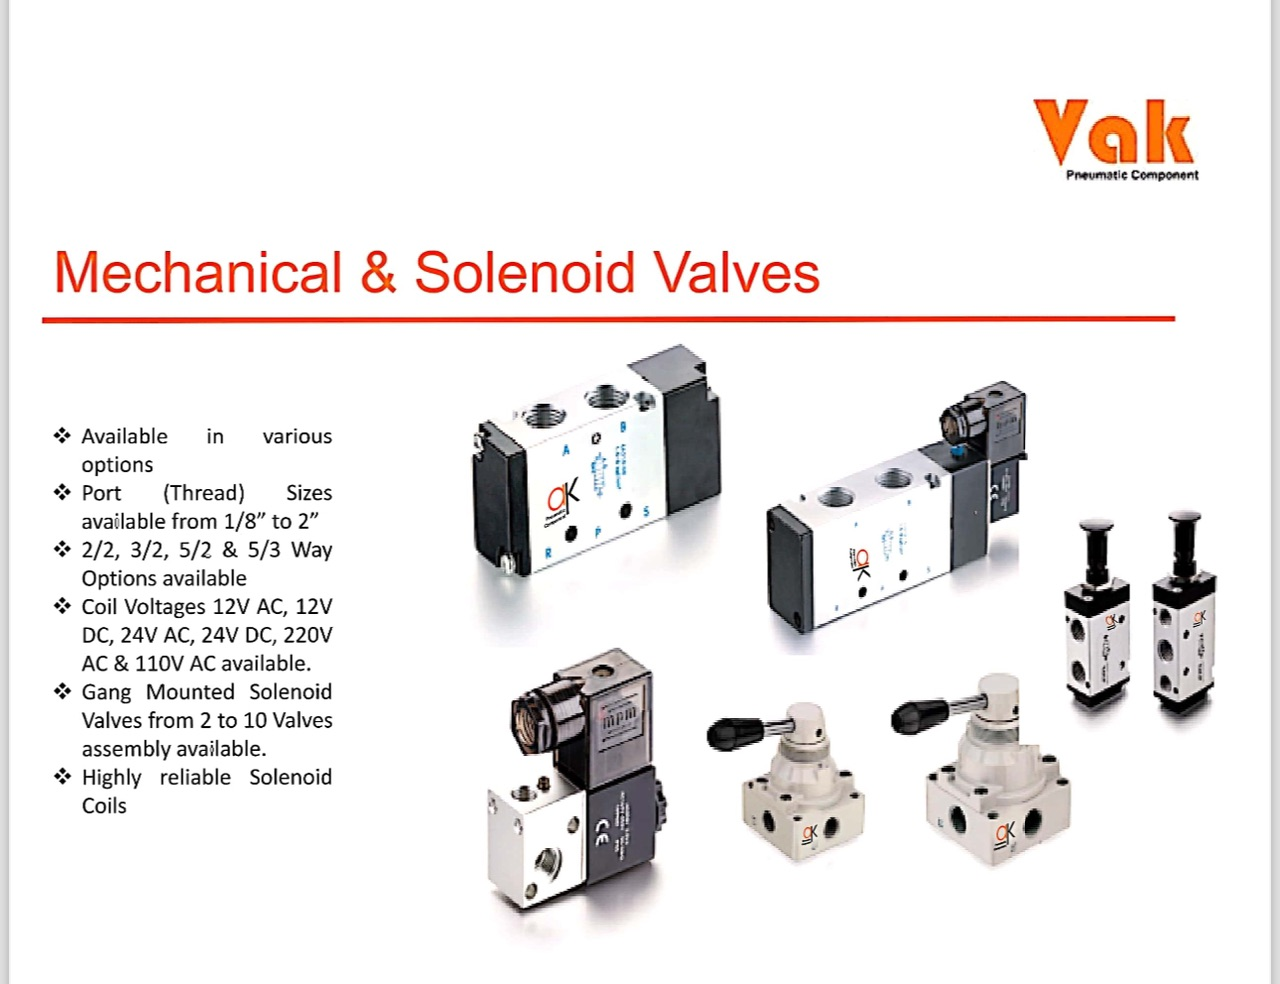 Vak
Pneumatic Component
Mechanical & Solenoid Valves
❖ Available in various
options
❖ Port (Thread) Sizes
available from 1/8” to 2”
❖ 2/2, 3/2, 5/2 & 5/3 Way
Options available
❖ Coil Voltages 12V AC, 12V
DC, 24V AC, 24V DC, 220V
AC & 110V AC available.
❖ Gang Mounted Solenoid
Valves from 2 to 10 Valves
assembly available.
❖ Highly reliable Solenoid
Coils
A B
R P S
mpm
CE
CE